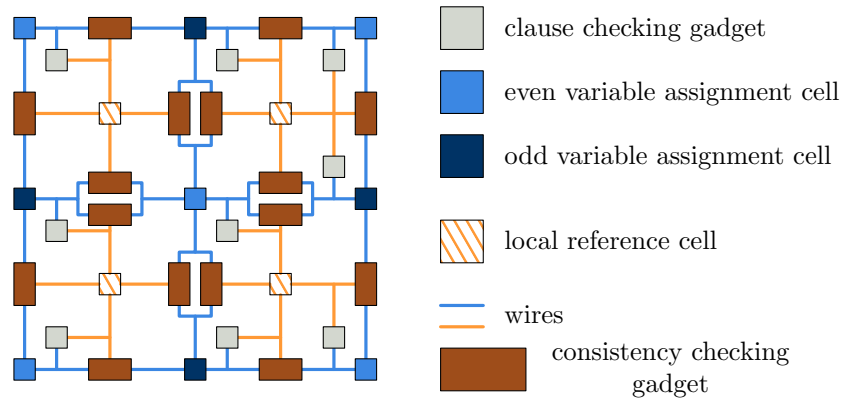 clause checking gadget
even variable assignment cell
odd variable assignment cell
local reference cell
wires
consistency checking
gadget